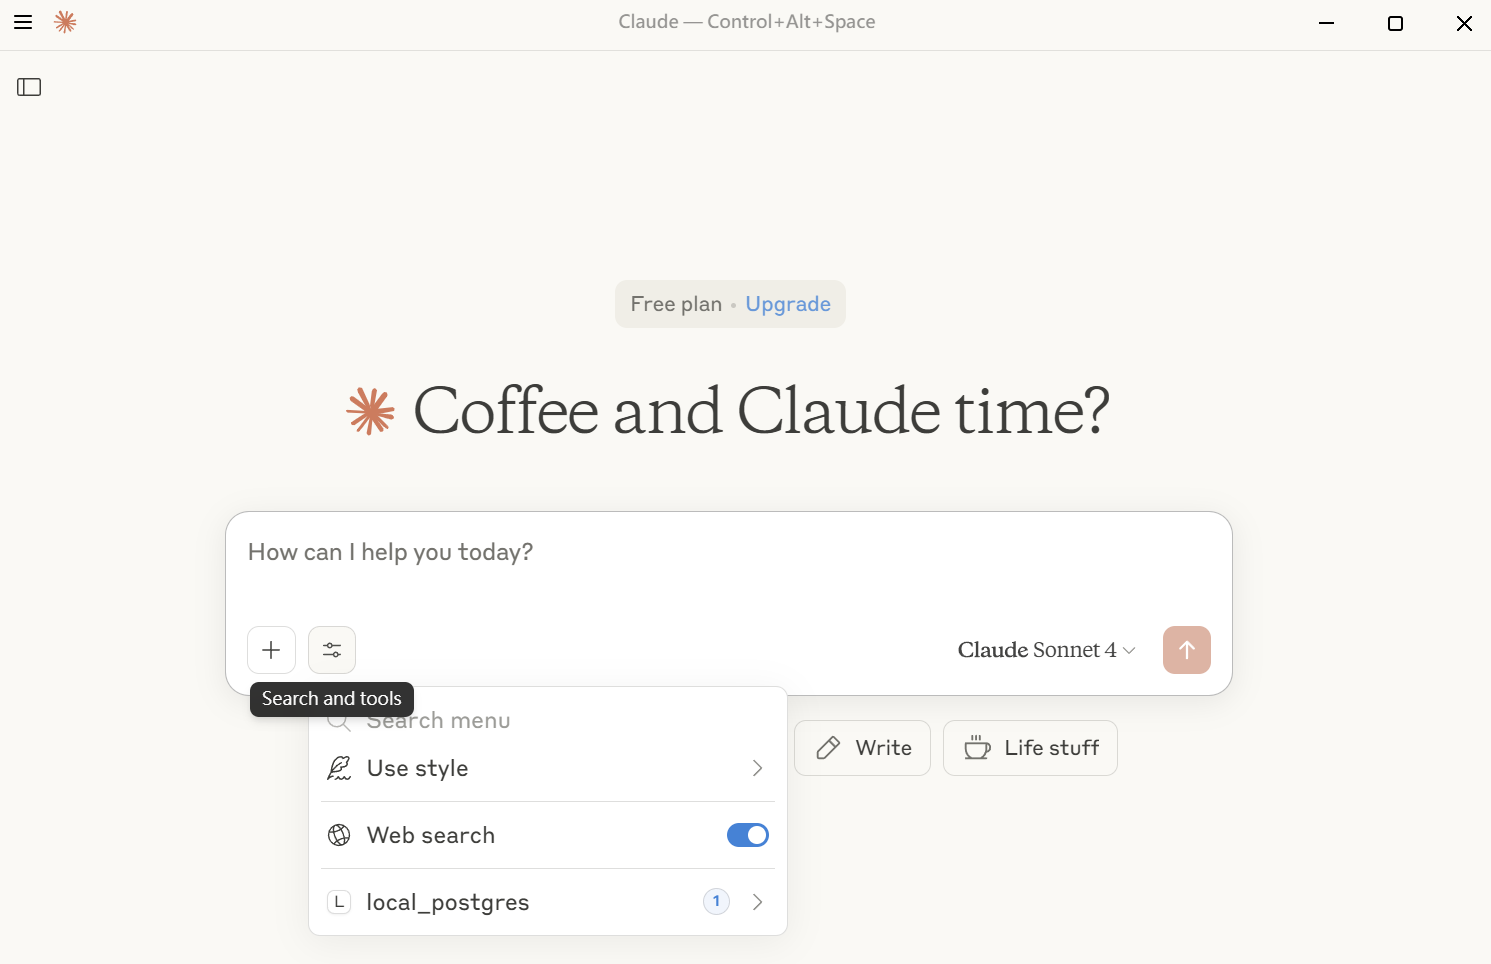 Claude — Control+Alt+Space
Free plan • Upgrade
Coffee and Claude time?
How can I help you today?
Claude Sonnet 4
Search and tools
Search menu
Write
Life stuff
Use style
Web search
L local_postgres 1